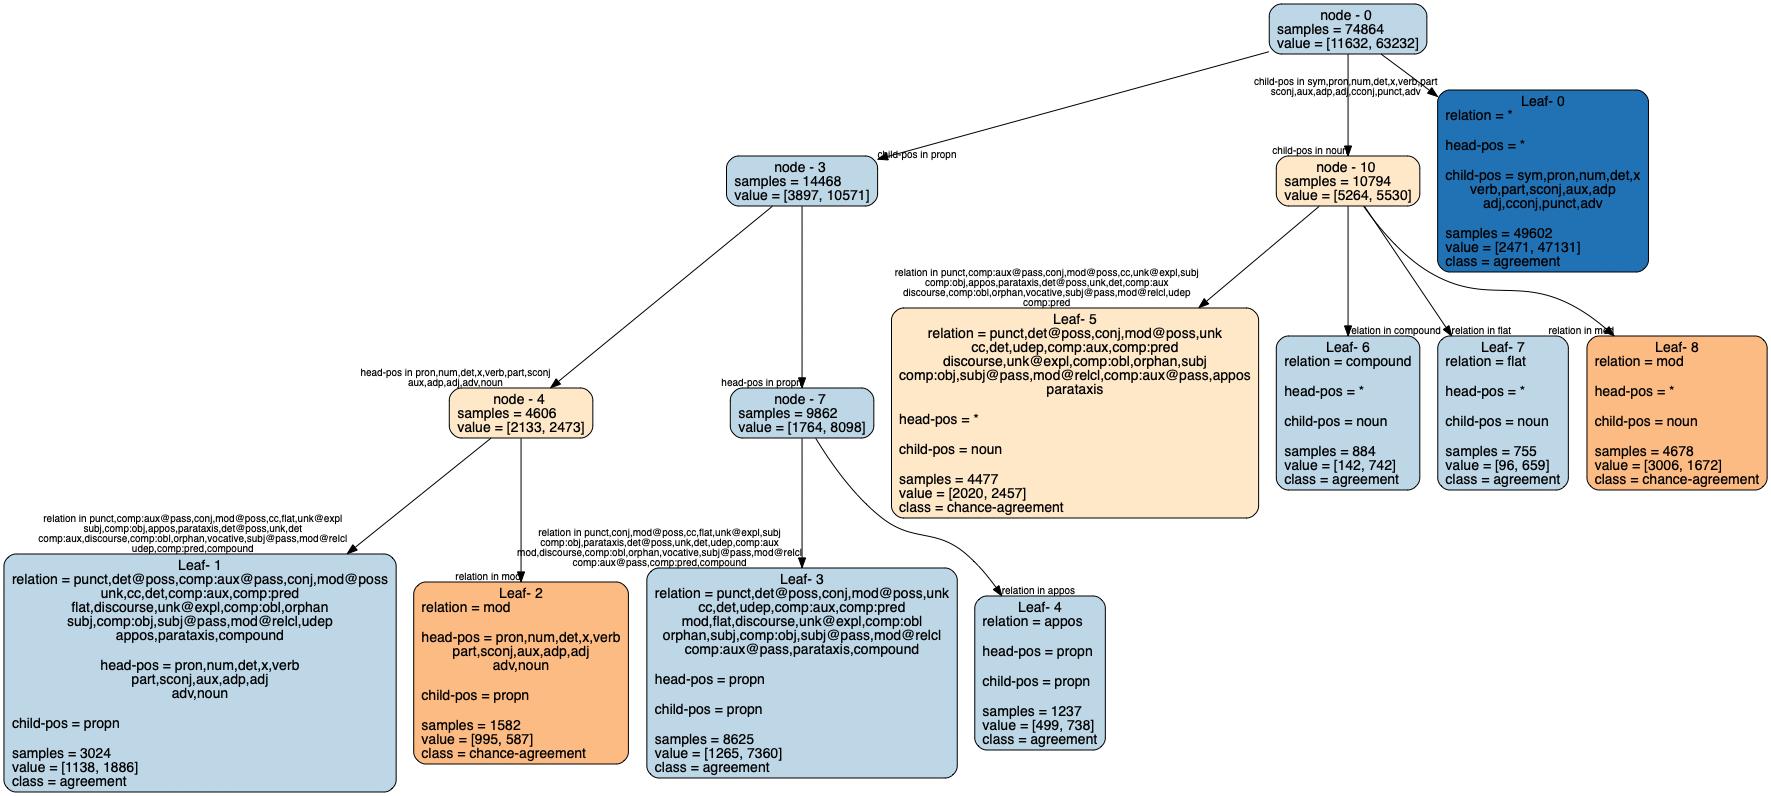 node - 0
samples = 74864
value = [11632, 63232]
child-pos in sym,pron,num,det,x,verb,part
sconj,aux,adp,adj,cconj,punct,adv
Leaf- 0
relation = *
head-pos = *
child-pos = sym,pron,num,det,x
verb,part,sconj,aux,adp
adj,cconj,punct,adv
samples = 49602
value = [2471, 47131]
class = agreement
child-pos in propn
node - 3
samples = 14468
value = [3897, 10571]
child-pos in noun
node - 10
samples = 10794
value = [5264, 5530]
relation in punct,comp:aux@pass,conj,mod@poss,cc,unk@expl,subj
comp:obj,appos,parataxis,det@poss,unk,det,comp:aux
discourse,comp:obl,orphan,vocative,subj@pass,mod@relcl,udep
comp:pred
Leaf- 5
relation = punct,det@poss,conj,mod@poss,unk
cc,det,udep,comp:aux,comp:pred
discourse,unk@expl,comp:obl,orphan,subj
comp:obj,subj@pass,mod@relcl,comp:aux@pass,appos
parataxis
head-pos = *
child-pos = noun
samples = 4477
value = [2020, 2457]
class = chance-agreement
relation in compound
Leaf- 6
relation = compound
head-pos = *
child-pos = noun
samples = 884
value = [142, 742]
class = agreement
relation in flat
Leaf- 7
relation = flat
head-pos = *
child-pos = noun
samples = 755
value = [96, 659]
class = agreement
relation in mod
Leaf- 8
relation = mod
head-pos = *
child-pos = noun
samples = 4678
value = [3006, 1672]
class = chance-agreement
head-pos in pron,num,det,x,verb,part,sconj
aux,adp,adj,adv,noun
node - 4
samples = 4606
value = [2133, 2473]
head-pos in propn
node - 7
samples = 9862
value = [1764, 8098]
relation in punct,comp:aux@pass,conj,mod@poss,cc,flat,unk@expl
subj,comp:obj,appos,parataxis,det@poss,unk,det
comp:aux,discourse,comp:obl,orphan,vocative,subj@pass,mod@relcl
udep,comp:pred,compound
Leaf- 1
relation = punct,det@poss,comp:aux@pass,conj,mod@poss
unk,cc,det,comp:aux,comp:pred
flat,discourse,unk@expl,comp:obl,orphan
subj,comp:obj,subj@pass,mod@relcl,udep
appos,parataxis,compound
head-pos = pron,num,det,x,verb
part,sconj,aux,adp,adj
adv,noun
child-pos = propn
samples = 3024
value = [1138, 1886]
class = agreement
relation in mod
Leaf- 2
relation = mod
head-pos = pron,num,det,x,verb
part,sconj,aux,adp,adj
adv,noun
child-pos = propn
samples = 1582
value = [995, 587]
class = chance-agreement
relation in punct,conj,mod@poss,cc,flat,unk@expl,subj
comp:obj,parataxis,det@poss,unk,det,udep,comp:aux
mod,discourse,comp:obl,orphan,vocative,subj@pass,mod@relcl
comp:aux@pass,comp:pred,compound
Leaf- 3
relation = punct,det@poss,conj,mod@poss,unk
cc,det,udep,comp:aux,comp:pred
mod,flat,discourse,unk@expl,comp:obl
orphan,subj,comp:obj,subj@pass,mod@relcl
comp:aux@pass,parataxis,compound
head-pos = propn
child-pos = propn
samples = 8625
value = [1265, 7360]
class = agreement
relation in appos
Leaf- 4
relation = appos
head-pos = propn
child-pos = propn
samples = 1237
value = [499, 738]
class = agreement